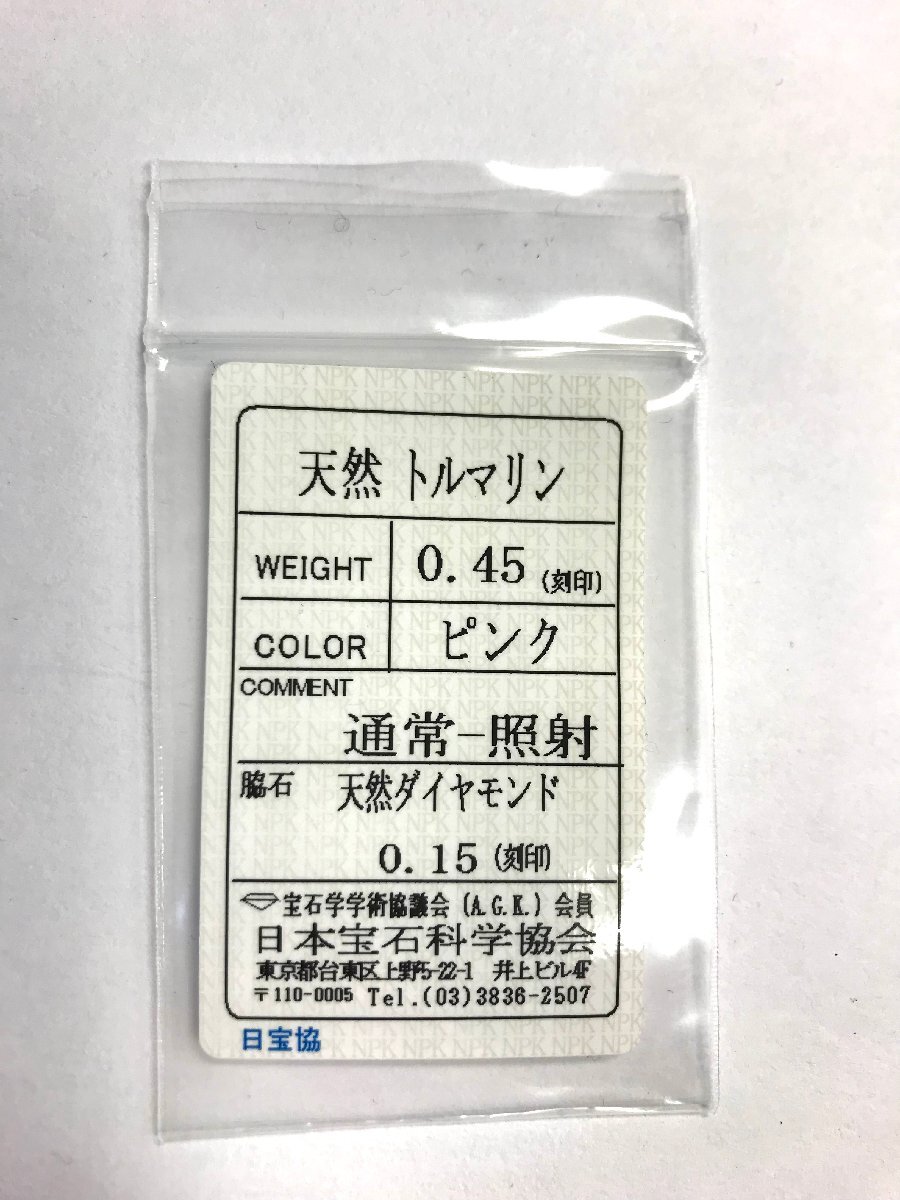 天然 トルマリン
WEIGHT 0.45 (刻印)
COLOR ピンク
COMMENT
通常-照射
脇石 天然ダイヤモンド
0.15 (刻印)
宝石学学術協議会 (A.G.K.) 会員
日本宝石科学協会
東京都台東区上野5-22-1 井上ビル4F
〒110-0005 Tel.(03)3836-2507
日宝協